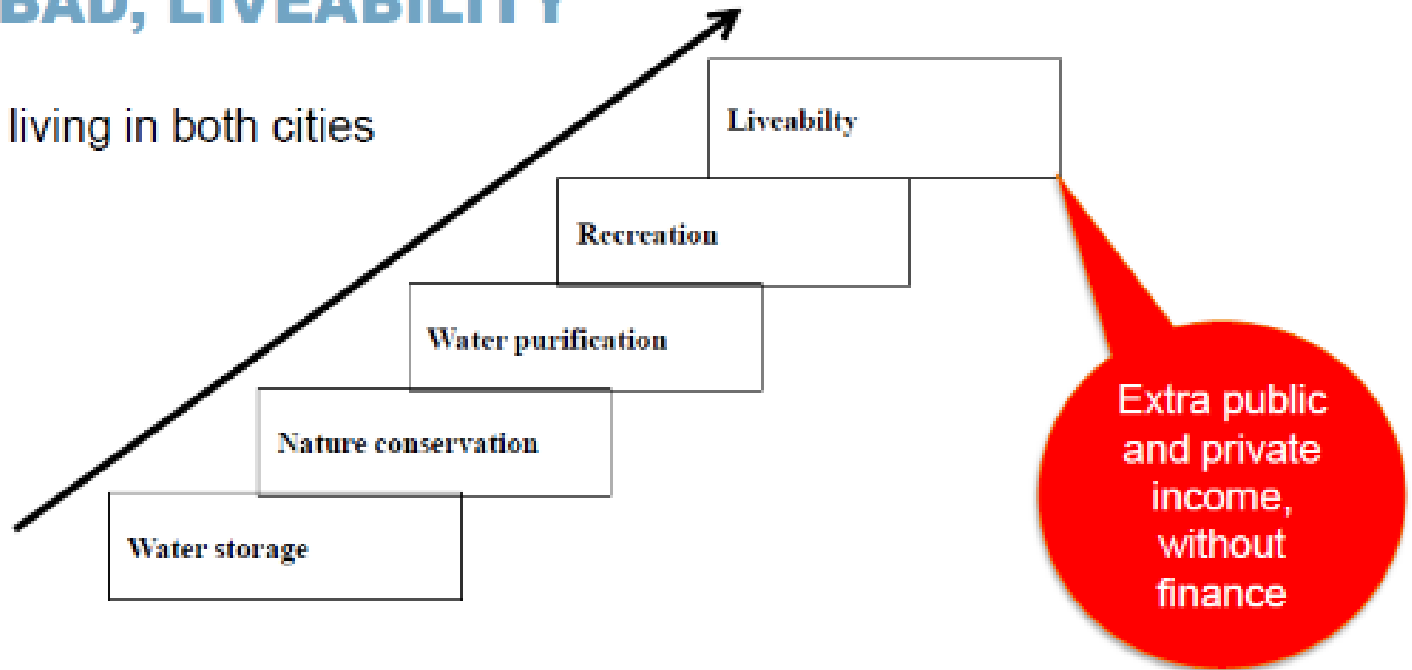 BAD, LIVEABILITY
living in both cities
Liveabilty
Recreation
Water purification
Nature conservation
Water storage
Extra public
and private
income,
without
finance